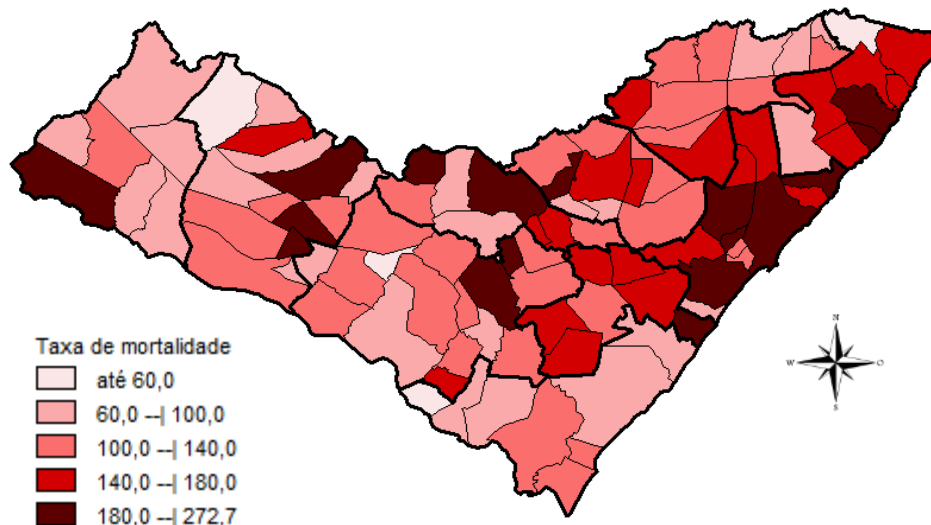 Taxa de mortalidade
até 60,0
60,0 --| 100,0
100,0 --| 140,0
140,0 --| 180,0
180,0 --| 272,7
N
W
O
S